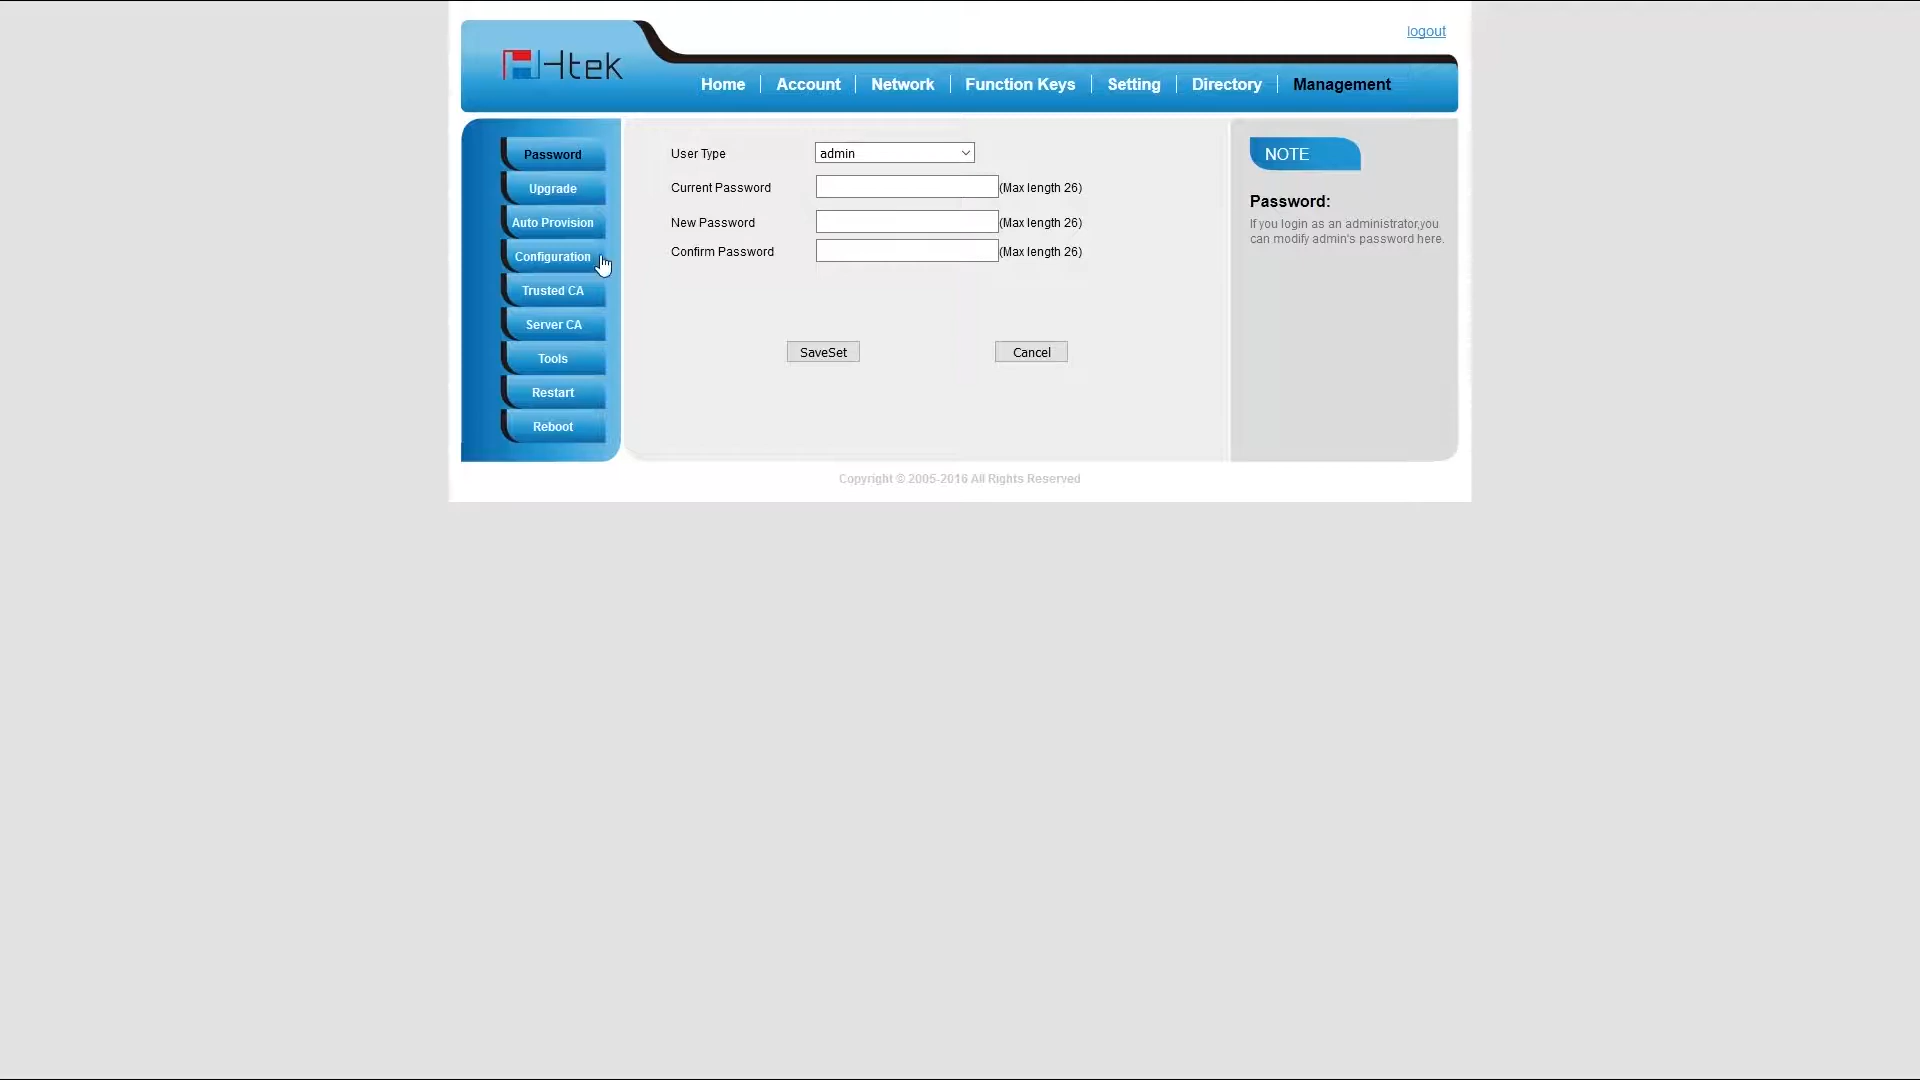 logout
Htek
Home Account Network Function Keys Setting Directory Management
Password
Upgrade
Auto Provision
Configuration
Trusted CA
Server CA
Tools
Restart
Reboot
User Type admin
Current Password (Max length 26)
New Password (Max length 26)
Confirm Password (Max length 26)
SaveSet Cancel
NOTE
Password:
If you login as an administrator,you
can modify admin's password here.
Copyright © 2005-2016 All Rights Reserved